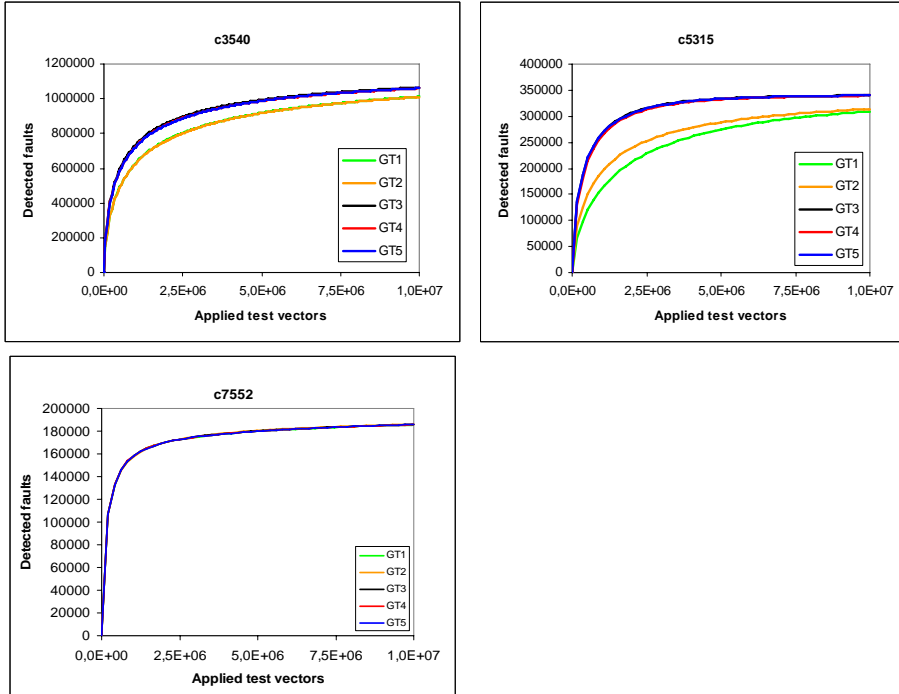 c3540
1200000
1000000
800000
600000
400000
200000
0
Detected faults
GT1
GT2
GT3
GT4
GT5
0,0E+00 2,5E+06 5,0E+06 7,5E+06 1,0E+07
Applied test vectors
c5315
400000
350000
300000
250000
200000
150000
100000
50000
0
Detected faults
GT1
GT2
GT3
GT4
GT5
0,0E+00 2,5E+06 5,0E+06 7,5E+06 1,0E+07
Applied test vectors
c7552
200000
180000
160000
140000
120000
100000
80000
60000
40000
20000
0
Detected faults
GT1
GT2
GT3
GT4
GT5
0,0E+00 2,5E+06 5,0E+06 7,5E+06 1,0E+07
Applied test vectors